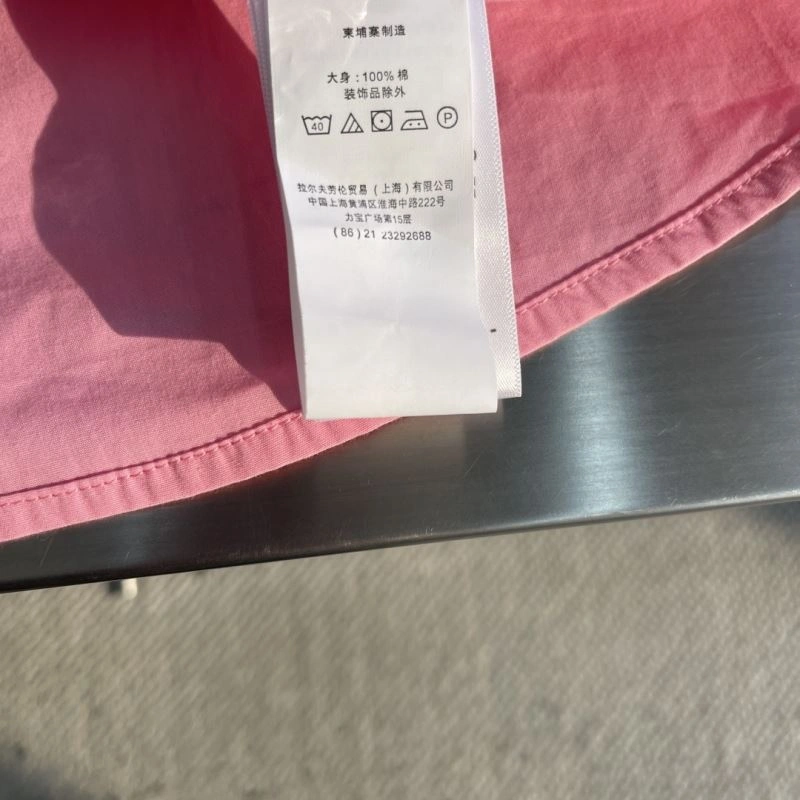 柬埔寨制造
大身:100% 棉
装饰品除外
40 P
拉尔夫劳伦贸易(上海)有限公司
中国上海黄浦区淮海中路222号
力宝广场第15层
(86) 21 23292688